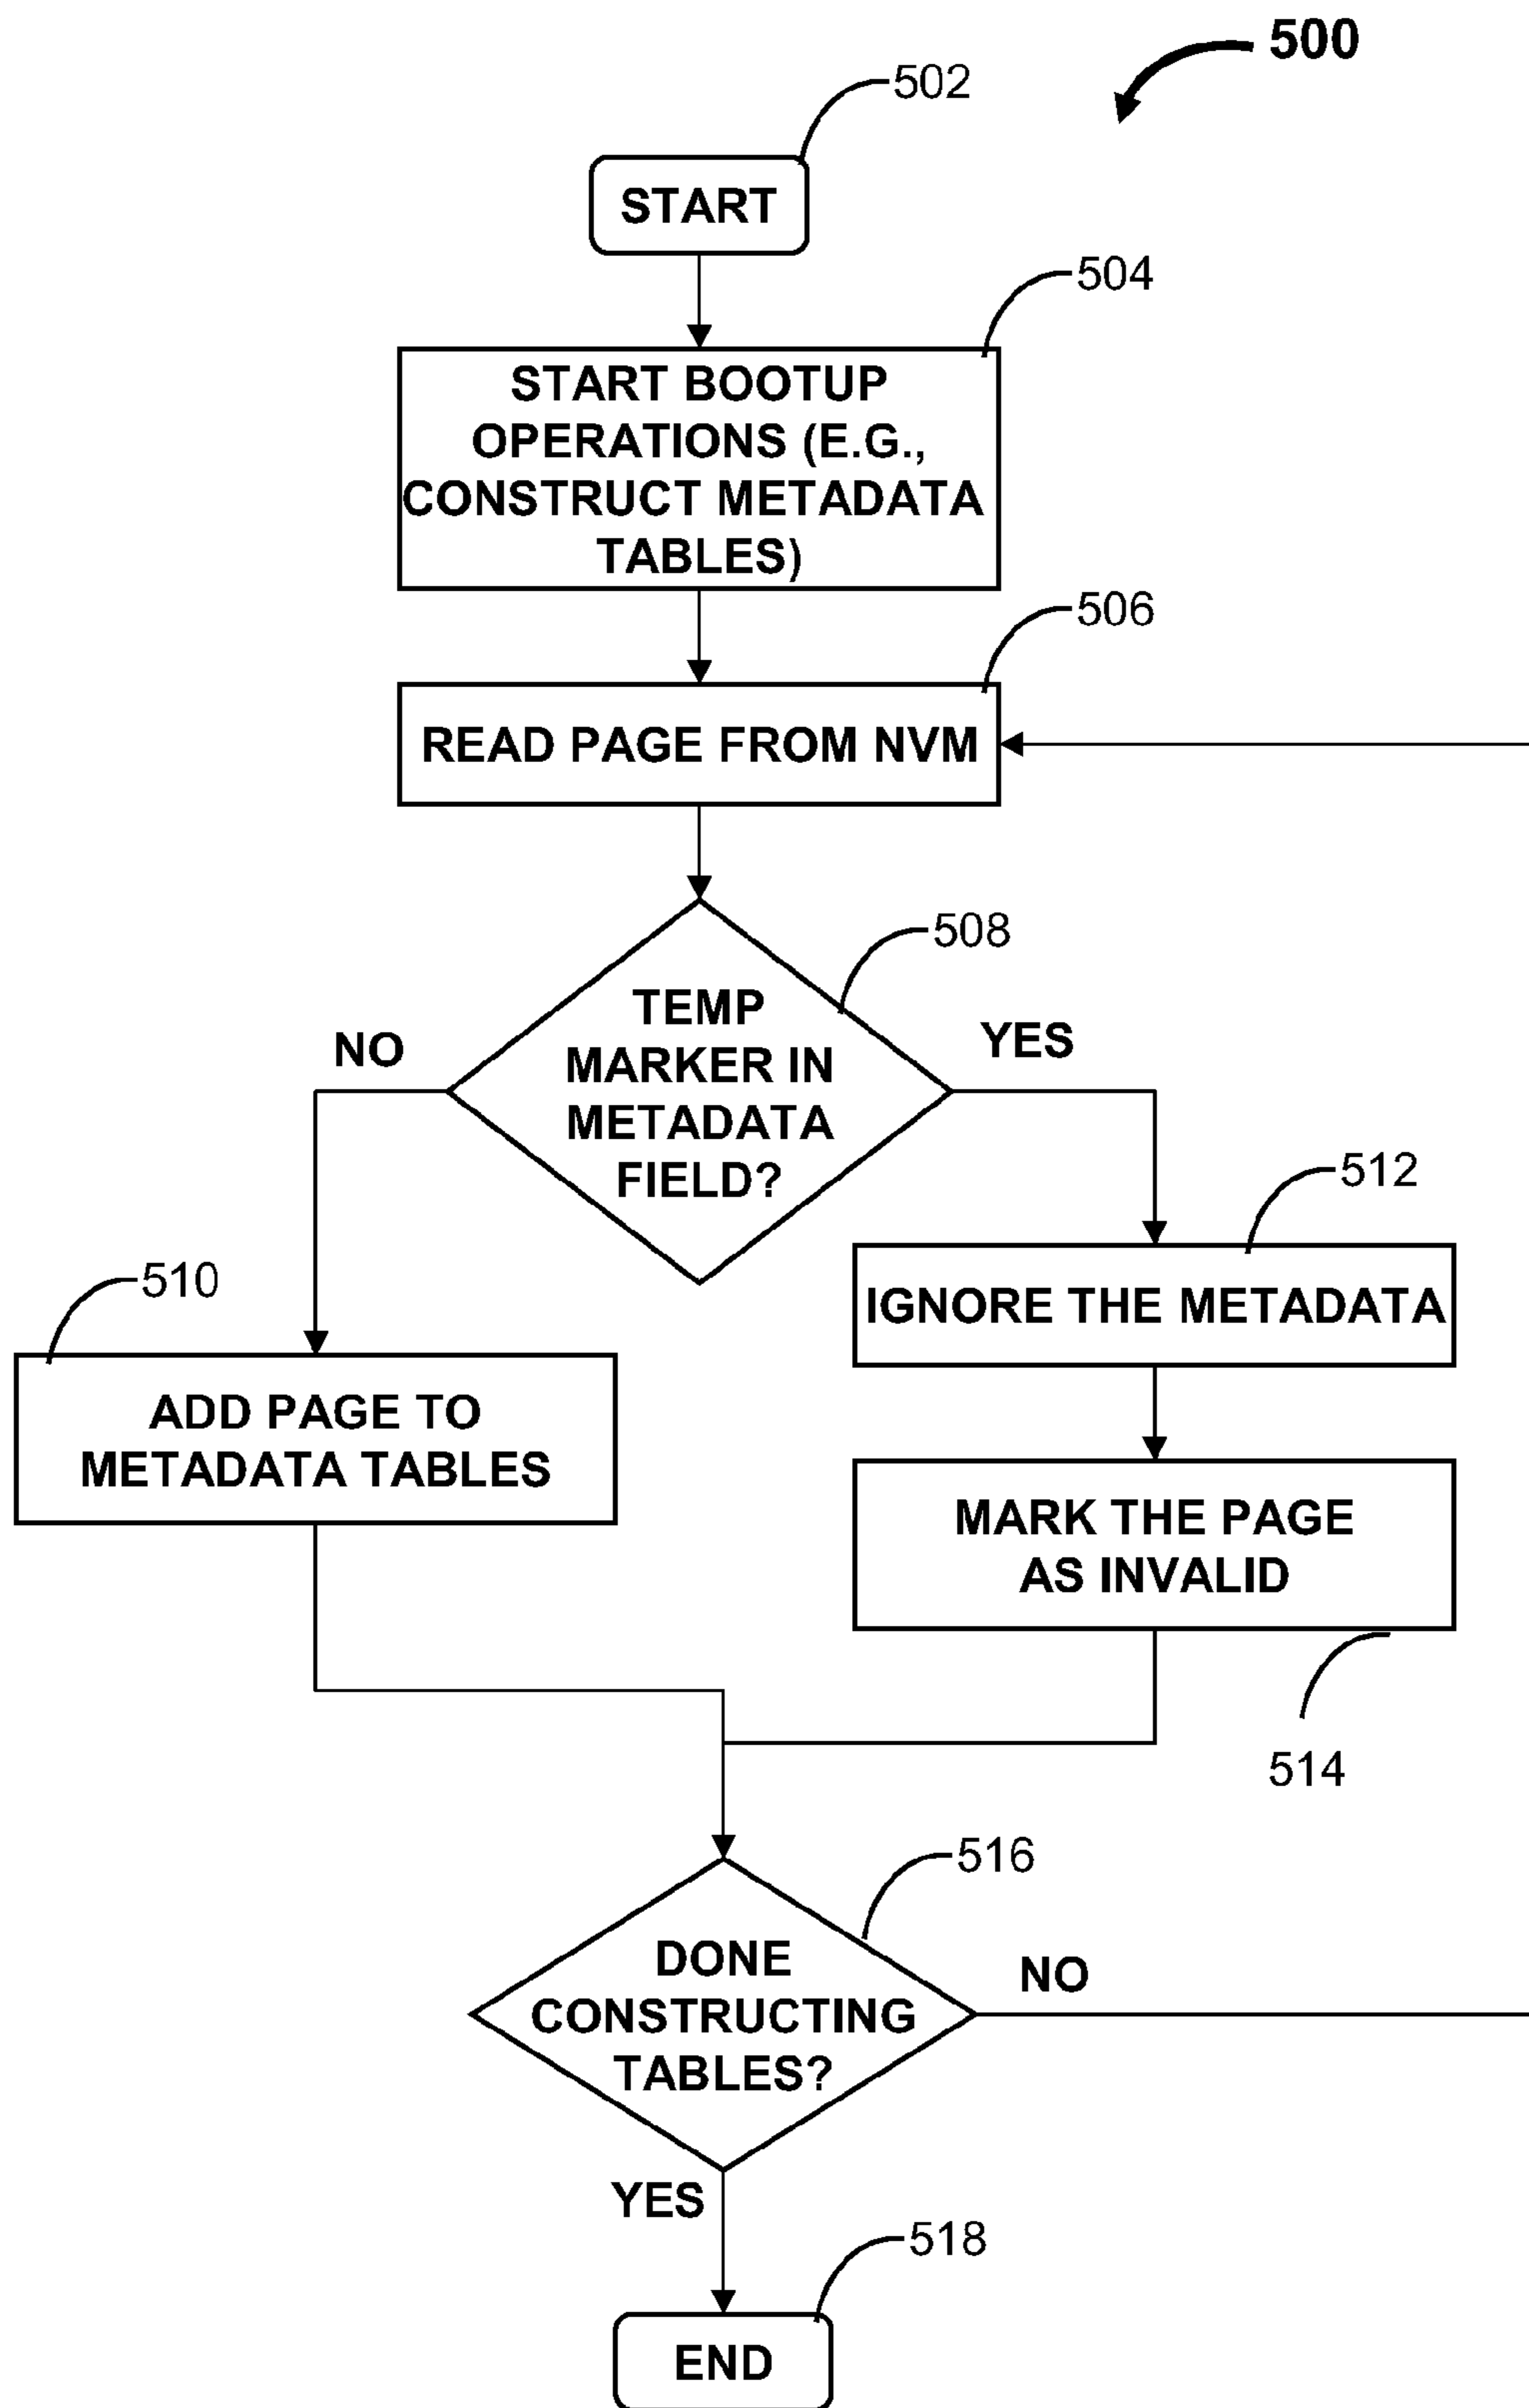 500
502
START
504
START BOOTUP
OPERATIONS (E.G.,
CONSTRUCT METADATA
TABLES)
506
READ PAGE FROM NVM
508
TEMP
MARKER IN
METADATA
FIELD?
NO
YES
512
IGNORE THE METADATA
510
ADD PAGE TO
METADATA TABLES
MARK THE PAGE
AS INVALID
514
516
DONE
CONSTRUCTING
TABLES?
NO
YES
518
END